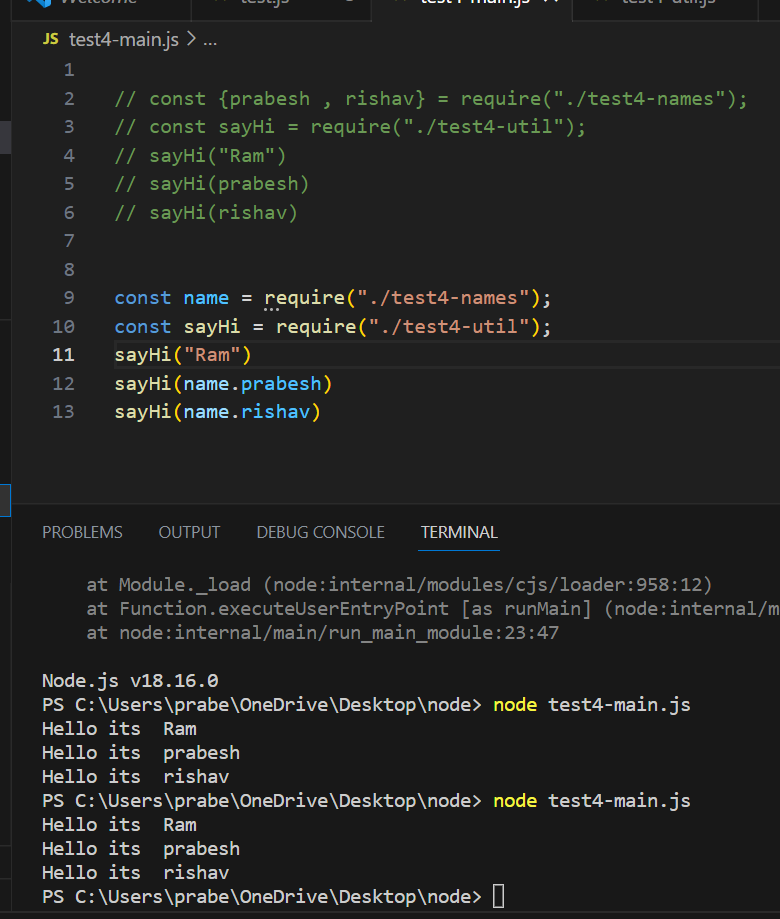 Welcome test.js test4-main.js test4-util.js
JS test4-main.js > ...
1
2 // const {prabesh , rishav} = require("./test4-names");
3 // const sayHi = require("./test4-util");
4 // sayHi("Ram")
5 // sayHi(prabesh)
6 // sayHi(rishav)
7
8
9 const name = require("./test4-names");
10 const sayHi = require("./test4-util");
11 sayHi("Ram")
12 sayHi(name.prabesh)
13 sayHi(name.rishav)
PROBLEMS OUTPUT DEBUG CONSOLE TERMINAL
at Module._load (node:internal/modules/cjs/loader:958:12)
at Function.executeUserEntryPoint [as runMain] (node:internal/m
at node:internal/main/run_main_module:23:47
Node.js v18.16.0
PS C:\Users\prabe\OneDrive\Desktop\node> node test4-main.js
Hello its  Ram
Hello its  prabesh
Hello its  rishav
PS C:\Users\prabe\OneDrive\Desktop\node> node test4-main.js
Hello its  Ram
Hello its  prabesh
Hello its  rishav
PS C:\Users\prabe\OneDrive\Desktop\node>